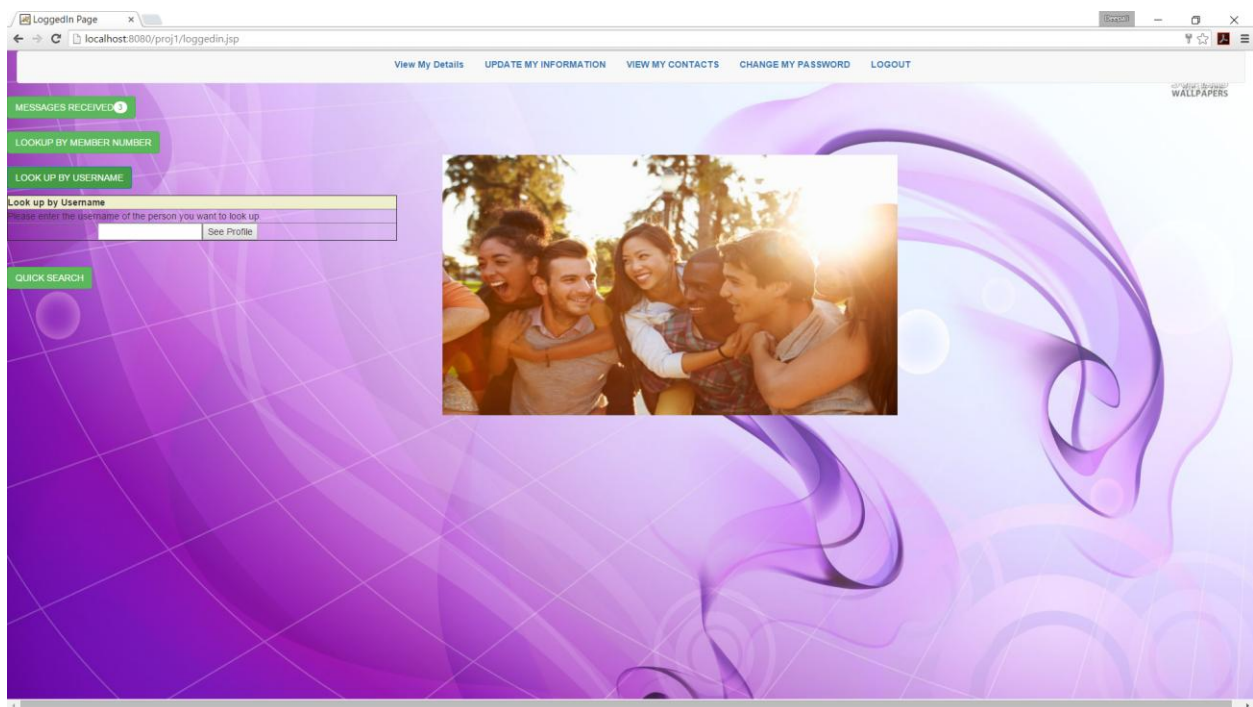 LoggedIn Page
localhost:8080/proj1/loggedin.jsp
View My Details UPDATE MY INFORMATION VIEW MY CONTACTS CHANGE MY PASSWORD LOGOUT
WALLPAPERS
MESSAGES RECEIVED 3
LOOKUP BY MEMBER NUMBER
LOOK UP BY USERNAME
Look up by Username
Please enter the username of the person you want to look up
See Profile
QUICK SEARCH